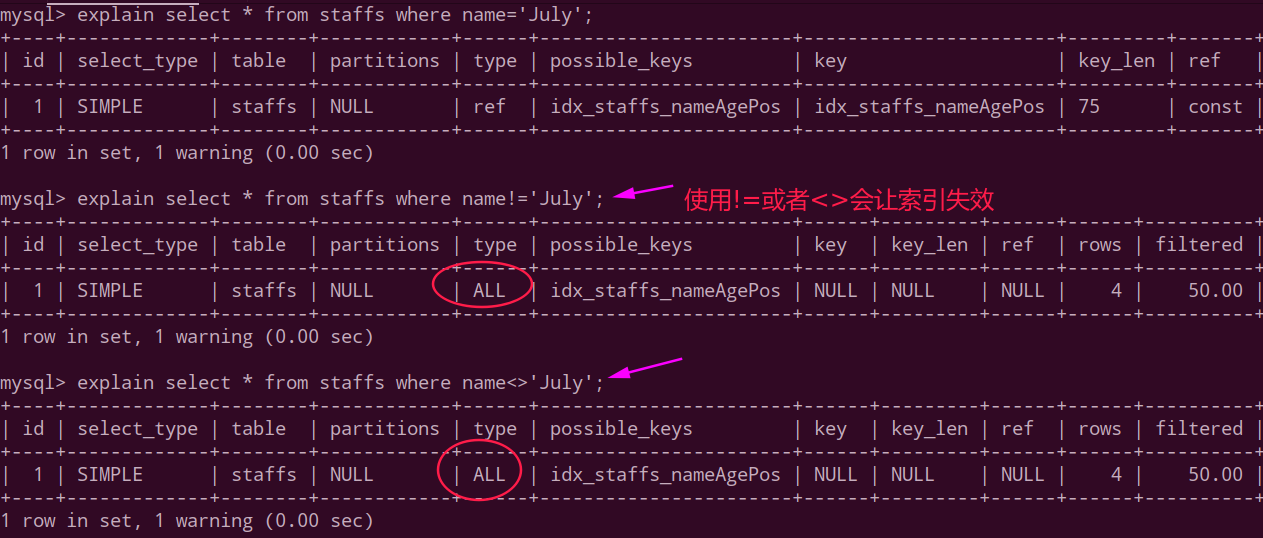 mysql> explain select * from staffs where name='July';
+----+-------------+--------+------------+------+-----------------------+-----------------------+---------+-------+
| id | select_type | table  | partitions | type | possible_keys         | key                   | key_len | ref   |
+----+-------------+--------+------------+------+-----------------------+-----------------------+---------+-------+
|  1 | SIMPLE      | staffs | NULL       | ref  | idx_staffs_nameAgePos | idx_staffs_nameAgePos | 75      | const |
+----+-------------+--------+------------+------+-----------------------+-----------------------+---------+-------+
1 row in set, 1 warning (0.00 sec)
mysql> explain select * from staffs where name!='July';
使用!=或者<>会让索引失效
+----+-------------+--------+------------+------+-----------------------+------+---------+------+------+----------+
| id | select_type | table  | partitions | type | possible_keys         | key  | key_len | ref  | rows | filtered |
+----+-------------+--------+------------+------+-----------------------+------+---------+------+------+----------+
|  1 | SIMPLE      | staffs | NULL       | ALL  | idx_staffs_nameAgePos | NULL | NULL    | NULL |    4 |    50.00 |
+----+-------------+--------+------------+------+-----------------------+------+---------+------+------+----------+
1 row in set, 1 warning (0.00 sec)
mysql> explain select * from staffs where name<>'July';
+----+-------------+--------+------------+------+-----------------------+------+---------+------+------+----------+
| id | select_type | table  | partitions | type | possible_keys         | key  | key_len | ref  | rows | filtered |
+----+-------------+--------+------------+------+-----------------------+------+---------+------+------+----------+
|  1 | SIMPLE      | staffs | NULL       | ALL  | idx_staffs_nameAgePos | NULL | NULL    | NULL |    4 |    50.00 |
+----+-------------+--------+------------+------+-----------------------+------+---------+------+------+----------+
1 row in set, 1 warning (0.00 sec)